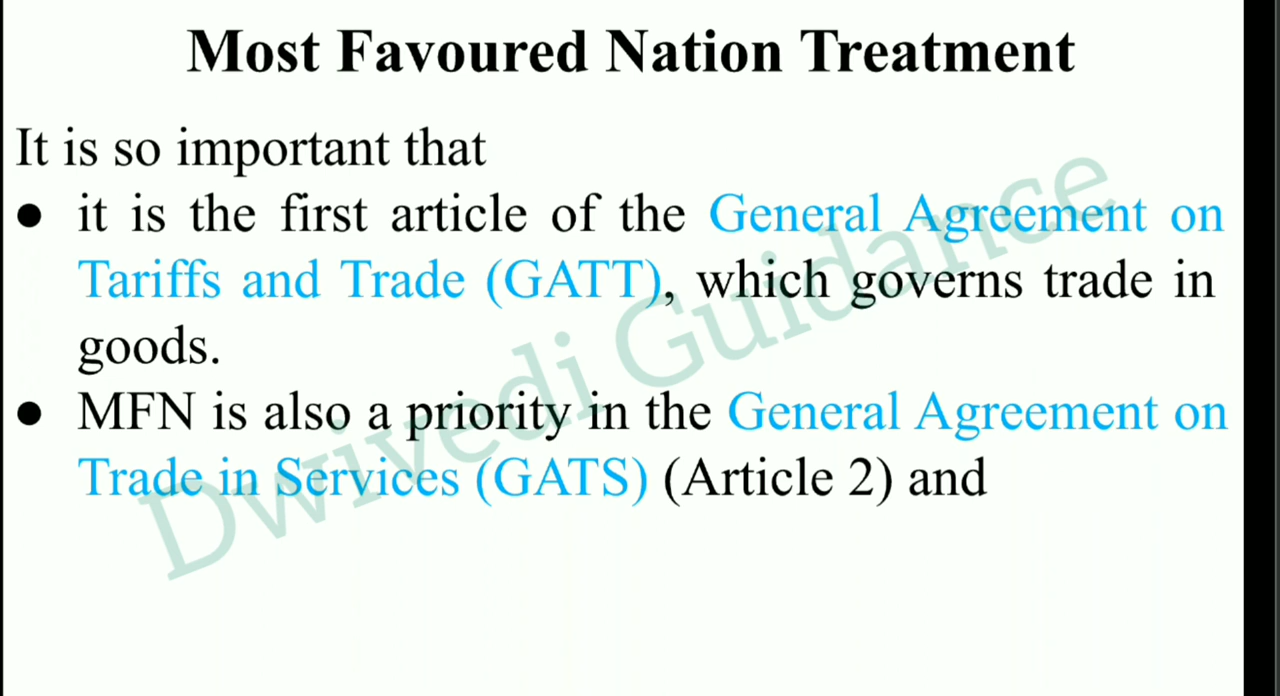 Most Favoured Nation Treatment
It is so important that
● it is the first article of the General Agreement on
Tariffs and Trade (GATT), which governs trade in
goods.
● MFN is also a priority in the General Agreement on
Trade in Services (GATS) (Article 2) and
Dwivedi Guidance